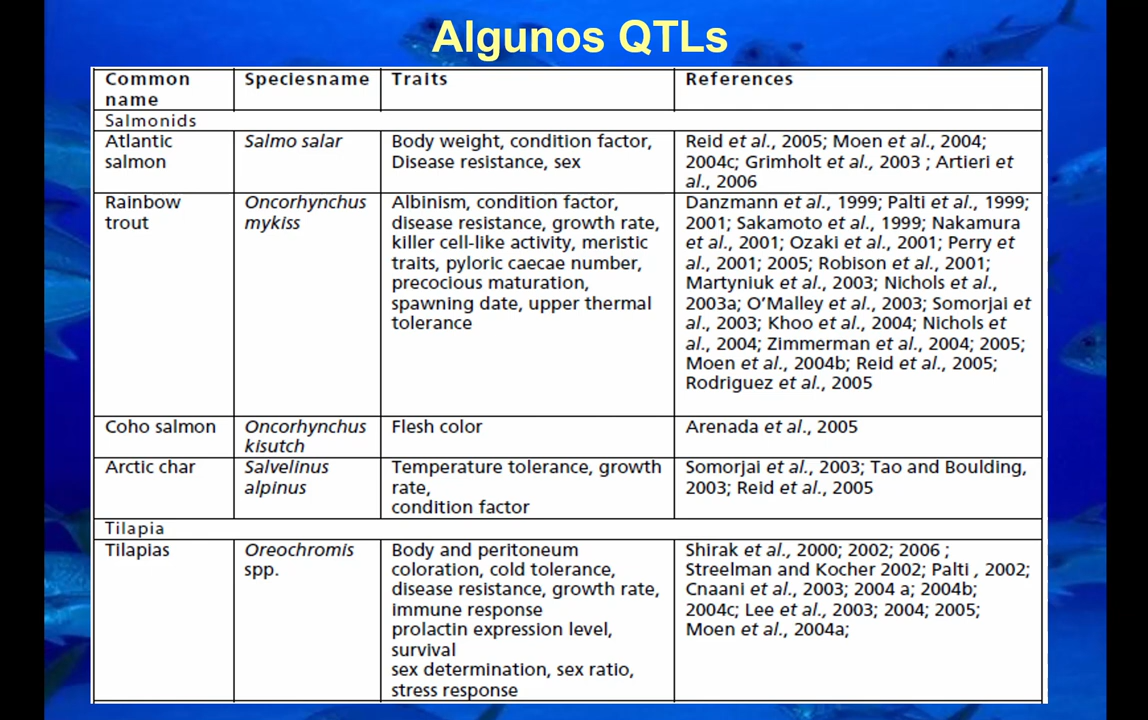 Algunos QTLs
Common name | Speciesname | Traits | References
Salmonids
Atlantic salmon | Salmo salar | Body weight, condition factor, Disease resistance, sex | Reid et al., 2005; Moen et al., 2004; 2004c; Grimholt et al., 2003 ; Artieri et al., 2006
Rainbow trout | Oncorhynchus mykiss | Albinism, condition factor, disease resistance, growth rate, killer cell-like activity, meristic traits, pyloric caecae number, precocious maturation, spawning date, upper thermal tolerance | Danzmann et al., 1999; Palti et al., 1999; 2001; Sakamoto et al., 1999; Nakamura et al., 2001; Ozaki et al., 2001; Perry et al., 2001; 2005; Robison et al., 2001; Martyniuk et al., 2003; Nichols et al., 2003a; O'Malley et al., 2003; Somorjai et al., 2003; Khoo et al., 2004; Nichols et al., 2004; Zimmerman et al., 2004; 2005; Moen et al., 2004b; Reid et al., 2005; Rodriguez et al., 2005
Coho salmon | Oncorhynchus kisutch | Flesh color | Arenada et al., 2005
Arctic char | Salvelinus alpinus | Temperature tolerance, growth rate, condition factor | Somorjai et al., 2003; Tao and Boulding, 2003; Reid et al., 2005
Tilapia
Tilapias | Oreochromis spp. | Body and peritoneum coloration, cold tolerance, disease resistance, growth rate, immune response prolactin expression level, survival sex determination, sex ratio, stress response | Shirak et al., 2000; 2002; 2006 ; Streelman and Kocher 2002; Palti , 2002; Cnaani et al., 2003; 2004 a; 2004b; 2004c; Lee et al., 2003; 2004; 2005; Moen et al., 2004a;